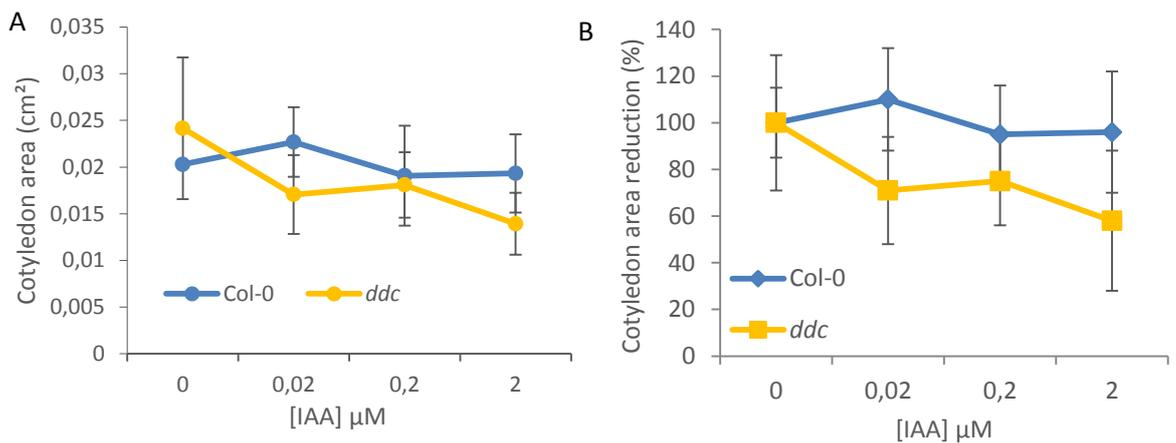 A
Cotyledon area (cm²)
0,035
0,03
0,025
0,02
0,015
0,01
0,005
0
Col-0 ddc
0 0,02 0,2 2
[IAA] µM
B
Cotyledon area reduction (%)
140
120
100
80
60
40
20
0
Col-0
ddc
0 0,02 0,2 2
[IAA] µM